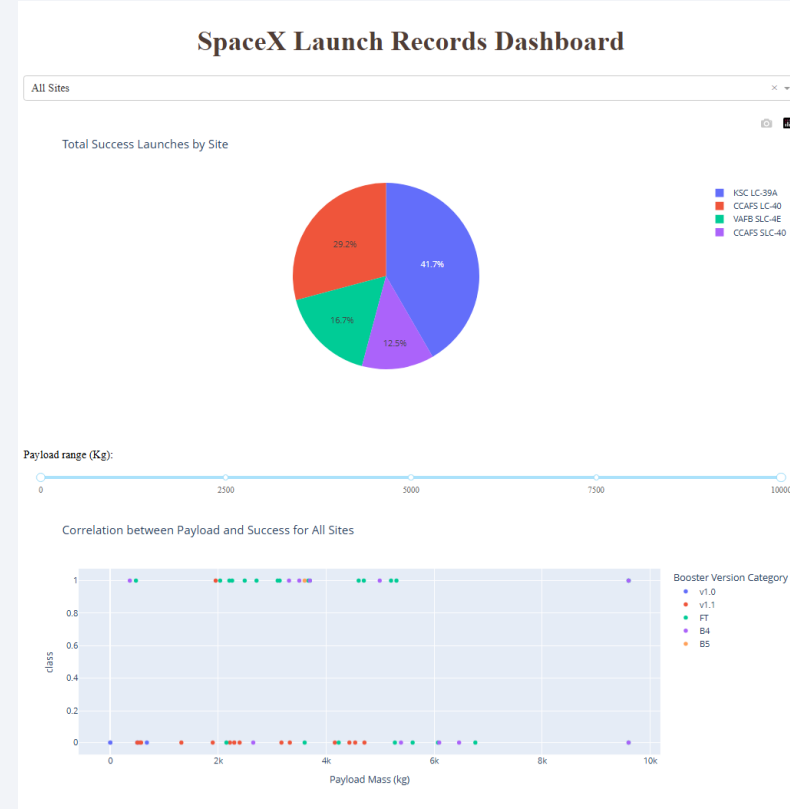 SpaceX Launch Records Dashboard
All Sites
Total Success Launches by Site
KSC LC-39A
CCAFS LC-40
VAFB SLC-4E
CCAFS SLC-40
29.2%
41.7%
16.7%
12.5%
Payload range (Kg):
0 2500 5000 7500 10000
Correlation between Payload and Success for All Sites
Booster Version Category
v1.0
v1.1
FT
B4
B5
class
1
0.8
0.6
0.4
0.2
0
0 2k 4k 6k 8k 10k
Payload Mass (kg)